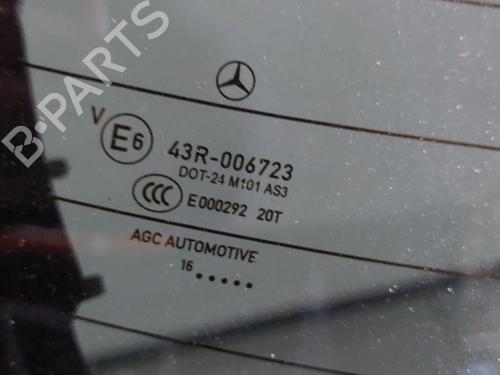 B-PARTS
V E6 43R-006723
DOT-24 M101 AS3
CCC E000292 20T
AGC AUTOMOTIVE
16 .....